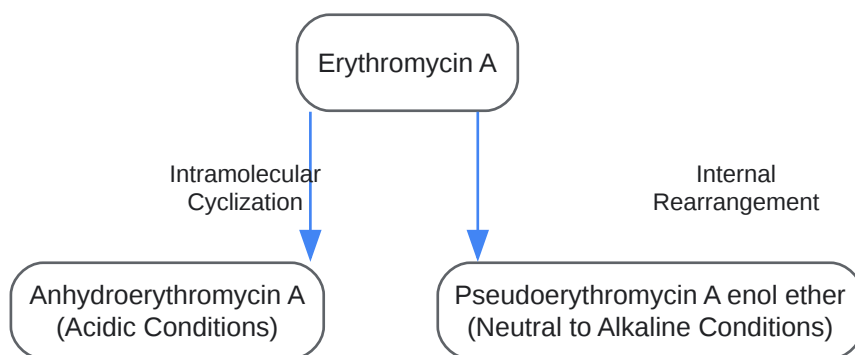 Erythromycin A
Intramolecular
Cyclization
Internal
Rearrangement
Anhydroerythromycin A
(Acidic Conditions)
Pseudoerythromycin A enol ether
(Neutral to Alkaline Conditions)